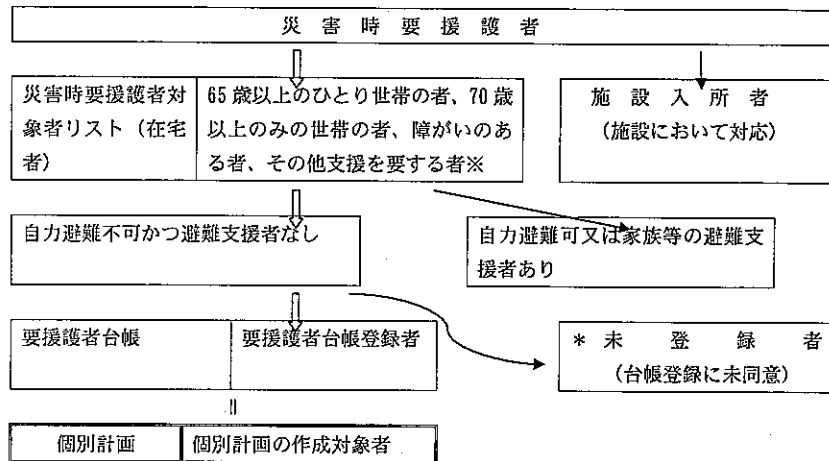 災害時要援護者
災害時要援護者対
象者リスト（在宅
者）
65歳以上のひとり世帯の者、70歳
以上のみの世帯の者、障がいのあ
る者、その他支援を要する者※
施設入所者
（施設において対応）
自力避難不可かつ避難支援者なし
自力避難可又は家族等の避難支
援者あり
要援護者台帳
要援護者台帳登録者
＊未登録者
（台帳登録に未同意）
||
個別計画
個別計画の作成対象者